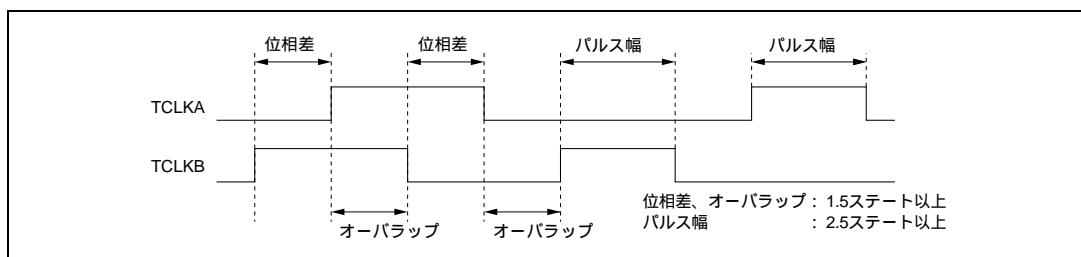 位相差 位相差 パルス幅 パルス幅
TCLKA
TCLKB
位相差、オーバラップ : 1.5ステート以上
パルス幅 : 2.5ステート以上
オーバラップ オーバラップ